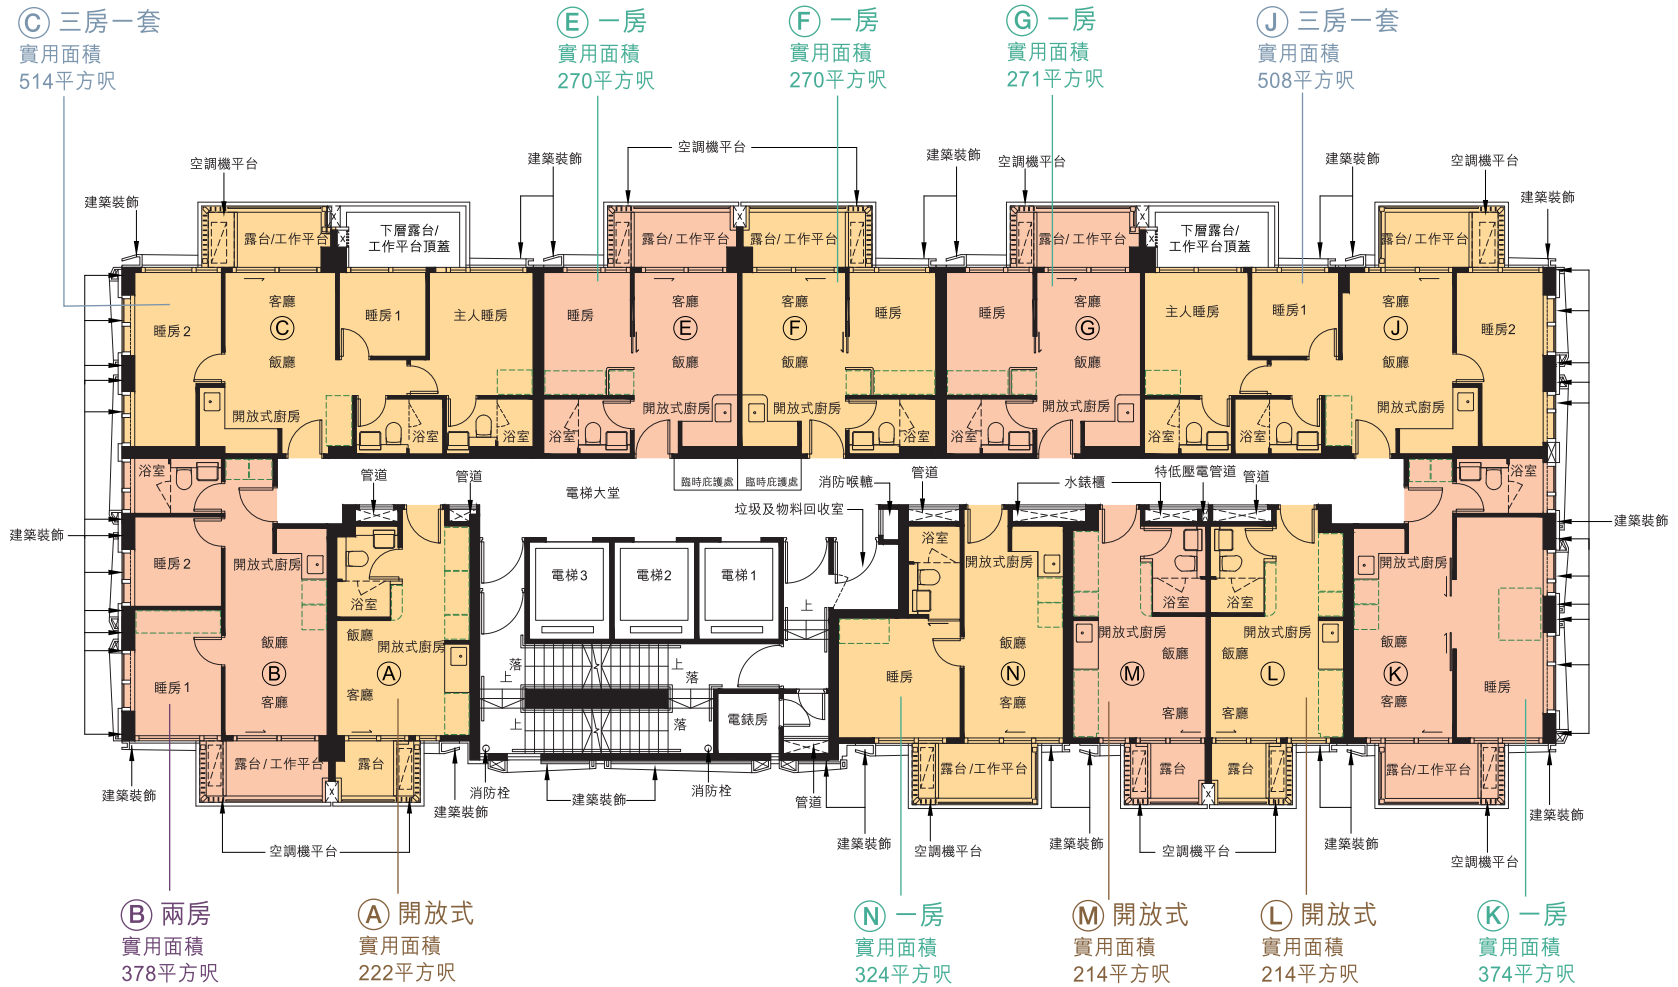 C 三房一套
實用面積
514平方呎
E 一房
實用面積
270平方呎
F 一房
實用面積
270平方呎
G 一房
實用面積
271平方呎
J 三房一套
實用面積
508平方呎
空調機平台
建築裝飾
建築裝飾
空調機平台
建築裝飾
空調機平台
建築裝飾
空調機平台
建築裝飾
露台/工作平台
下層露台/
工作平台頂蓋
露台/工作平台
露台/工作平台
露台/工作平台
下層露台/
工作平台頂蓋
露台/工作平台
睡房2
客廳
C
飯廳
睡房1
主人睡房
睡房
客廳
E
飯廳
客廳
F
飯廳
睡房
睡房
客廳
G
飯廳
主人睡房
睡房1
客廳
J
飯廳
睡房2
開放式廚房
浴室
浴室
浴室
開放式廚房
開放式廚房
浴室
浴室
開放式廚房
浴室
浴室
開放式廚房
浴室
管道
管道
電梯大堂
臨時庇護處
臨時庇護處
消防喉轆
垃圾及物料回收室
管道
水錶櫃
特低壓電管道
管道
浴室
建築裝飾
建築裝飾
睡房2
開放式廚房
飯廳
B
客廳
睡房1
浴室
飯廳
開放式廚房
A
客廳
電梯3
電梯2
電梯1
上
落
上
上
落
上
落
電錶房
浴室
開放式廚房
睡房
飯廳
N
客廳
浴室
開放式廚房
飯廳
M
客廳
浴室
開放式廚房
飯廳
L
客廳
開放式廚房
飯廳
K
客廳
睡房
露台/工作平台
露台
露台/工作平台
露台
露台
露台/工作平台
建築裝飾
消防栓
建築裝飾
建築裝飾
消防栓
管道
建築裝飾
建築裝飾
建築裝飾
建築裝飾
空調機平台
空調機平台
空調機平台
空調機平台
B 兩房
實用面積
378平方呎
A 開放式
實用面積
222平方呎
N 一房
實用面積
324平方呎
M 開放式
實用面積
214平方呎
L 開放式
實用面積
214平方呎
K 一房
實用面積
374平方呎